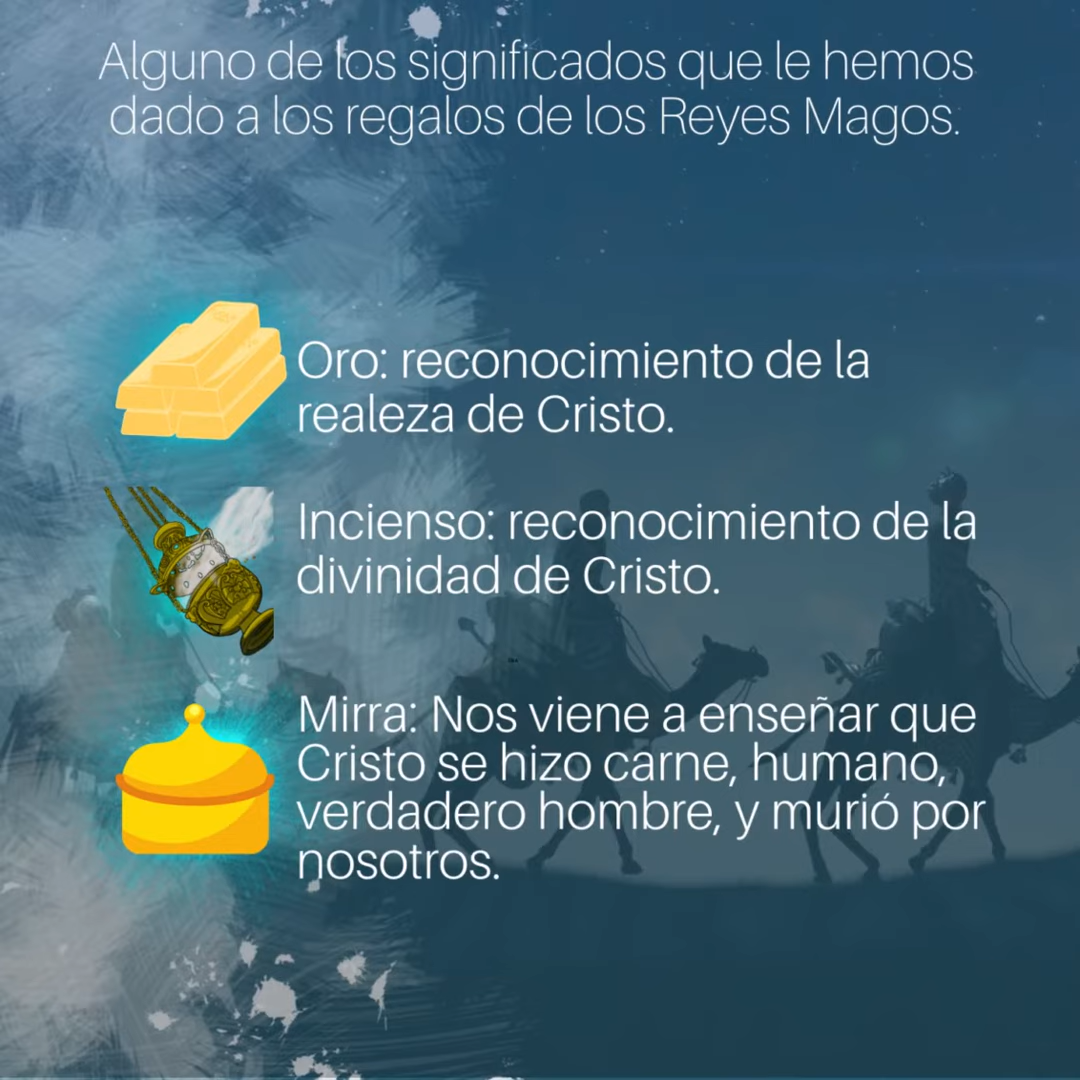 Alguno de los significados que le hemos
dado a los regalos de los Reyes Magos.
Oro: reconocimiento de la
realeza de Cristo.
Incienso: reconocimiento de la
divinidad de Cristo.
Mirra: Nos viene a enseñar que
Cristo se hizo carne, humano,
verdadero hombre, y murió por
nosotros.